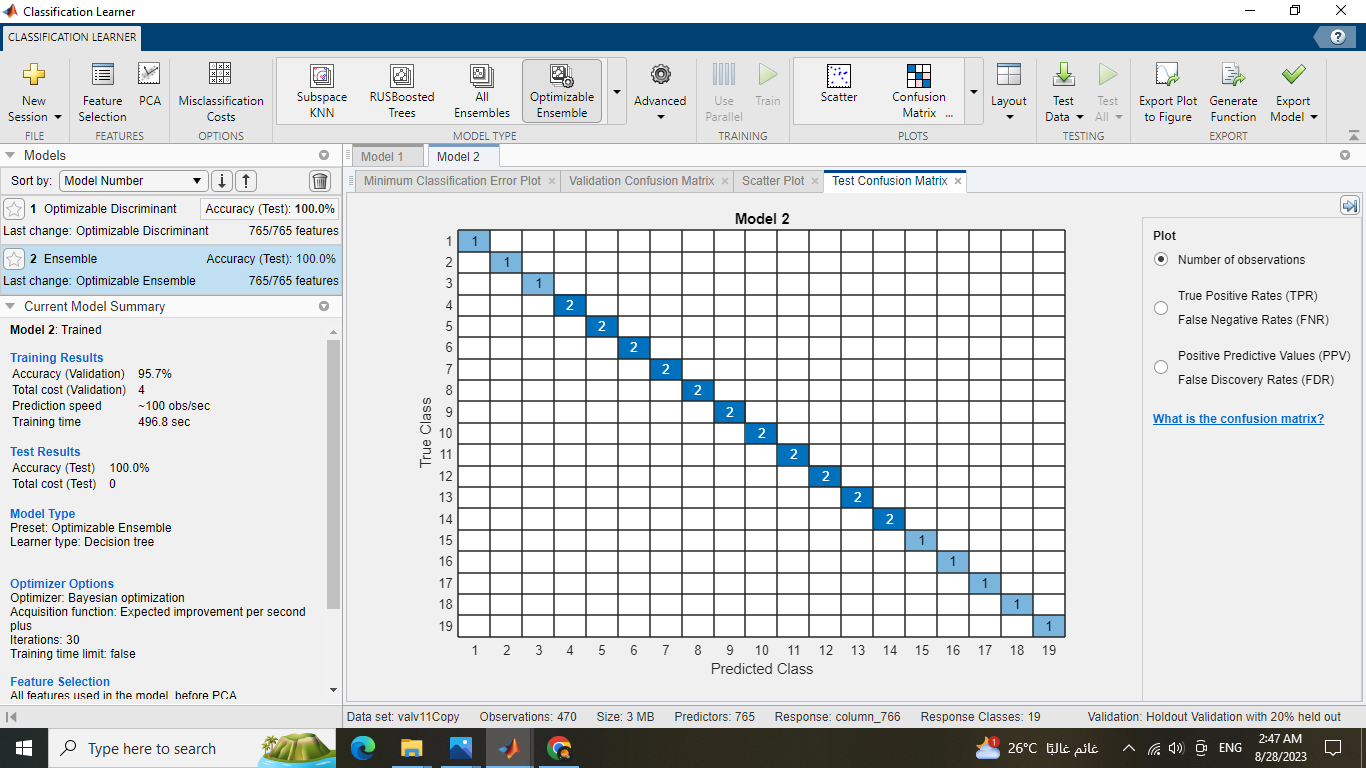 Classification Learner
CLASSIFICATION LEARNER
New Session
Feature Selection
PCA
Misclassification Costs
Subspace KNN
RUSBoosted Trees
All Ensembles
Optimizable Ensemble
Advanced
Use Parallel
Train
Scatter
Confusion Matrix ...
Layout
Test Data
Test All
Export Plot to Figure
Generate Function
Export Model
FILE
FEATURES
OPTIONS
MODEL TYPE
TRAINING
PLOTS
TESTING
EXPORT
Models
Sort by: Model Number
1 Optimizable Discriminant Accuracy (Test): 100.0%
Last change: Optimizable Discriminant 765/765 features
2 Ensemble Accuracy (Test): 100.0%
Last change: Optimizable Ensemble 765/765 features
Current Model Summary
Model 2: Trained
Training Results
Accuracy (Validation) 95.7%
Total cost (Validation) 4
Prediction speed ~100 obs/sec
Training time 496.8 sec
Test Results
Accuracy (Test) 100.0%
Total cost (Test) 0
Model Type
Preset: Optimizable Ensemble
Learner type: Decision tree
Optimizer Options
Optimizer: Bayesian optimization
Acquisition function: Expected improvement per second
plus
Iterations: 30
Training time limit: false
Feature Selection
All features used in the model, before PCA
Model 1 Model 2
Minimum Classification Error Plot Validation Confusion Matrix Scatter Plot Test Confusion Matrix
Model 2
True Class
1 1
2 1
3 1
4 2
5 2
6 2
7 2
8 2
9 2
10 2
11 2
12 2
13 2
14 2
15 1
16 1
17 1
18 1
19 1
1 2 3 4 5 6 7 8 9 10 11 12 13 14 15 16 17 18 19
Predicted Class
Plot
Number of observations
True Positive Rates (TPR)
False Negative Rates (FNR)
Positive Predictive Values (PPV)
False Discovery Rates (FDR)
What is the confusion matrix?
Data set: valv11Copy Observations: 470 Size: 3 MB Predictors: 765 Response: column_766 Response Classes: 19 Validation: Holdout Validation with 20% held out
Type here to search
26°C غائم غالبًا
ENG
2:47 AM
8/28/2023